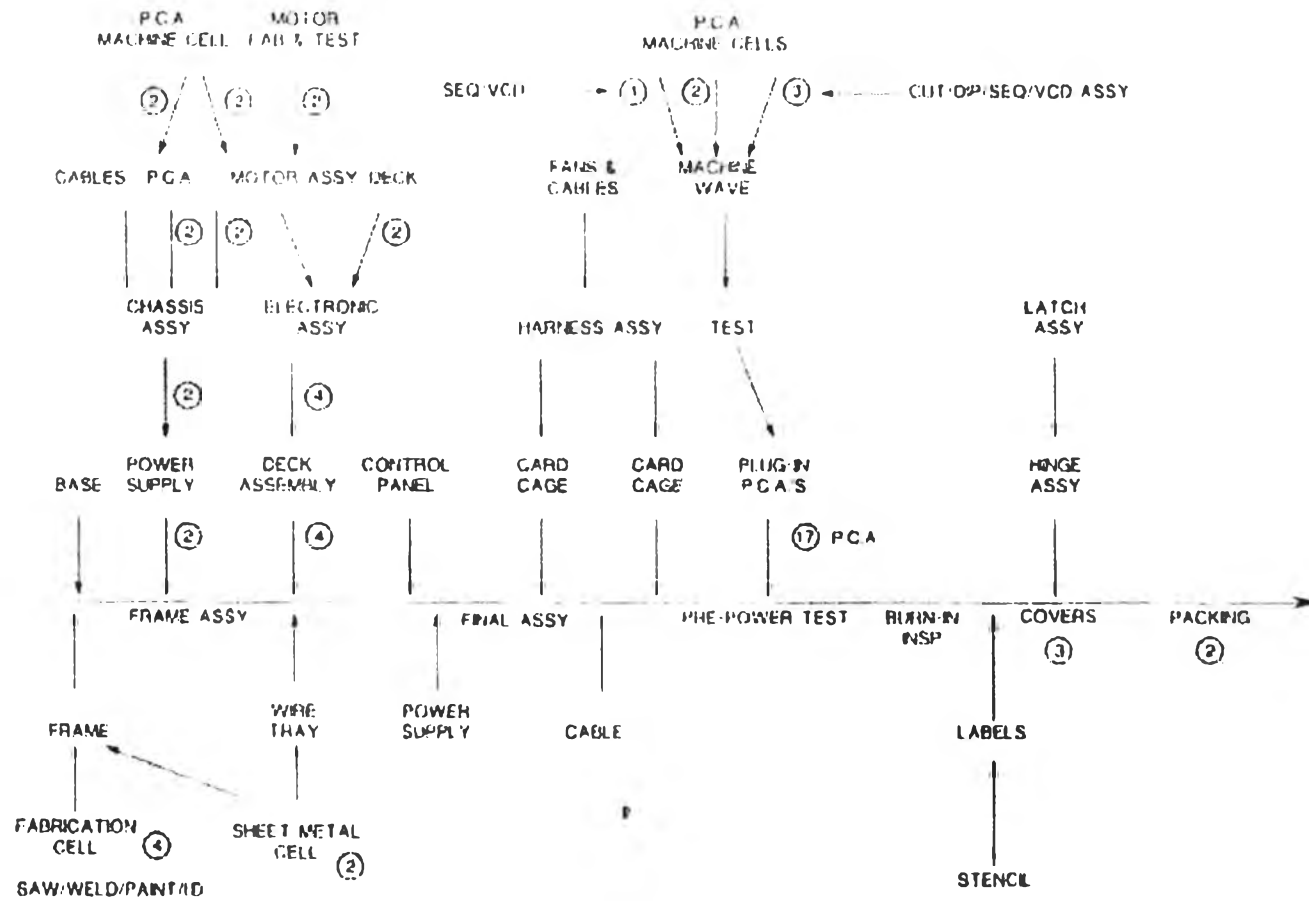 P.C.A. MOTOR
MACHINE CELL FAB & TEST
P.C.A.
MACHINE CELLS
2 2 2
SEQ/VCD 1 2 3 CUT/DIP/SEQ/VCD ASSY
CABLES P.C.A. MOTOR ASSY DECK
FANS &
CABLES
MACHINE
WAVE
2 2 2
CHASSIS
ASSY
ELECTRONIC
ASSY
HARNESS ASSY TEST
LATCH
ASSY
2 4
BASE
POWER
SUPPLY
DECK
ASSEMBLY
CONTROL
PANEL
CARD
CAGE
CARD
CAGE
PLUG-IN
P.C.A.'S
HINGE
ASSY
2 4 17 P.C.A.
FRAME ASSY FINAL ASSY PRE-POWER TEST
BURN-IN
INSP
COVERS
3
PACKING
2
FRAME
WIRE
TRAY
POWER
SUPPLY
CABLE
LABELS
FABRICATION
CELL 4
SHEET METAL
CELL 2
SAW/WELD/PAINT/ID
STENCIL